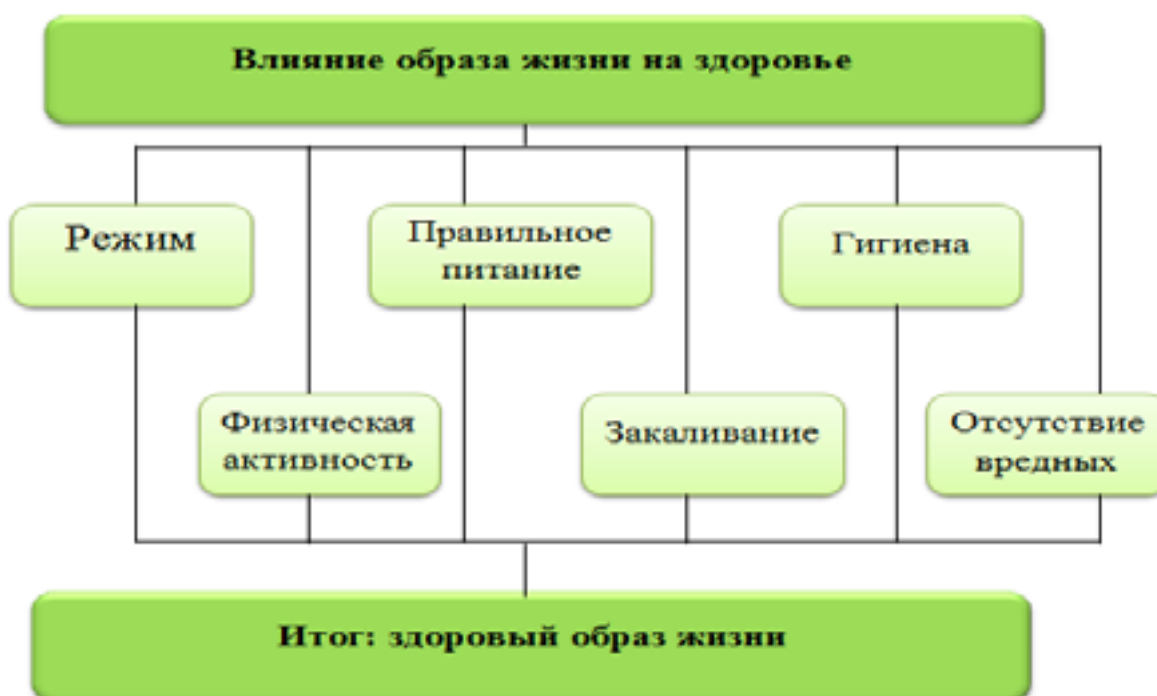 Влияние образа жизни на здоровье
Режим
Правильное
питание
Гигиена
Физическая
активность
Закаливание
Отсутствие
вредных
Итог: здоровый образ жизни